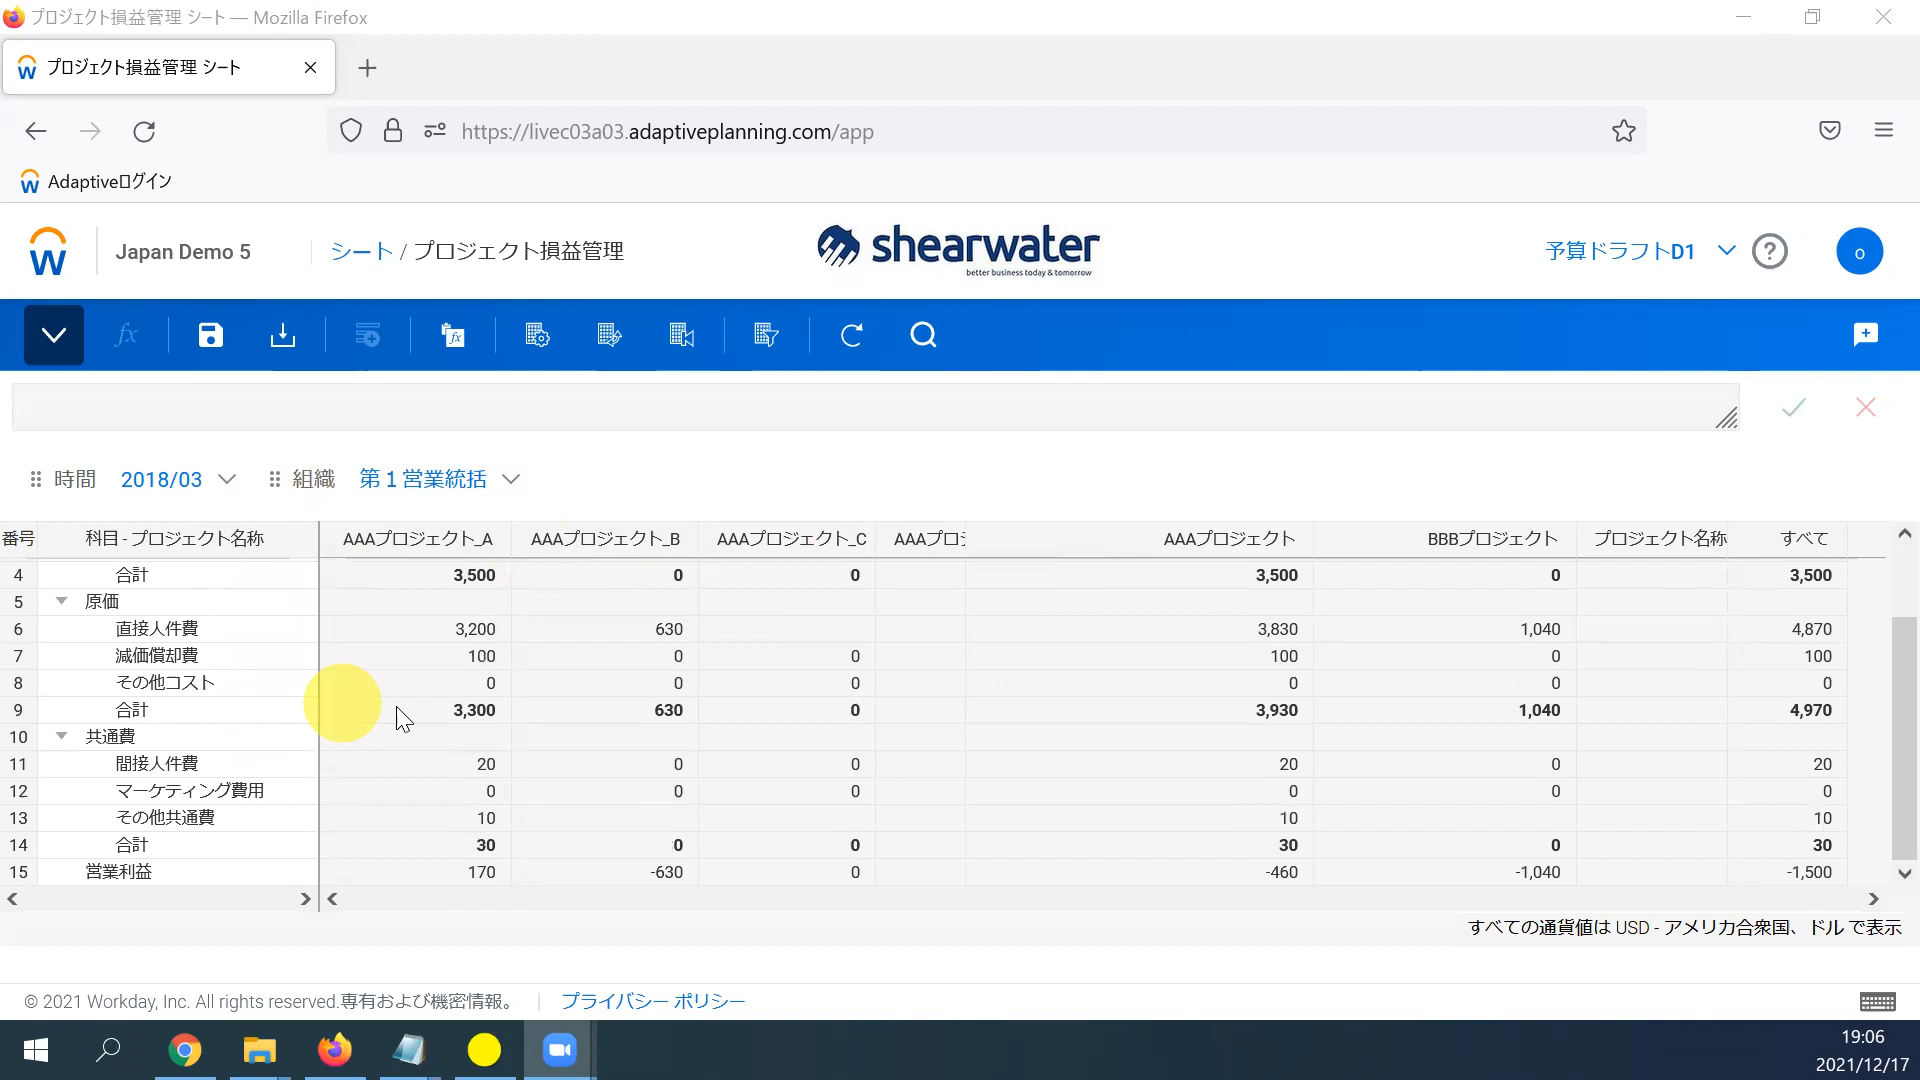 プロジェクト損益管理 シート — Mozilla Firefox
プロジェクト損益管理 シート
https://livec03a03.adaptiveplanning.com/app
Adaptiveログイン
Japan Demo 5 シート / プロジェクト損益管理 shearwater 予算ドラフトD1 ? o
better business today & tomorrow
fx fx
時間 2018/03 組織 第１営業統括
番号 科目 - プロジェクト名称 AAAプロジェクト_A AAAプロジェクト_B AAAプロジェクト_C AAAプロジ AAAプロジェクト BBBプロジェクト プロジェクト名称 すべて
4 合計 3,500 0 0 3,500 0 3,500
5 原価
6 直接人件費 3,200 630 3,830 1,040 4,870
7 減価償却費 100 0 0 100 0 100
8 その他コスト 0 0 0 0 0 0
9 合計 3,300 630 0 3,930 1,040 4,970
10 共通費
11 間接人件費 20 0 0 20 0 20
12 マーケティング費用 0 0 0 0 0 0
13 その他共通費 10 10 10
14 合計 30 0 0 30 0 30
15 営業利益 170 -630 0 -460 -1,040 -1,500
すべての通貨値は USD - アメリカ合衆国、ドル で表示
© 2021 Workday, Inc. All rights reserved.専有および機密情報。 プライバシー ポリシー
19:06
2021/12/17